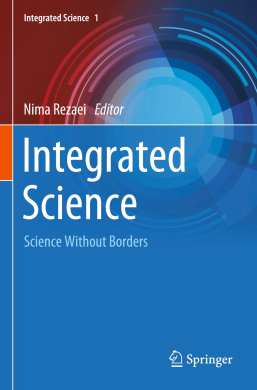 Integrated Science 1
Nima Rezaei Editor
Integrated
Science
Science Without Borders
Springer